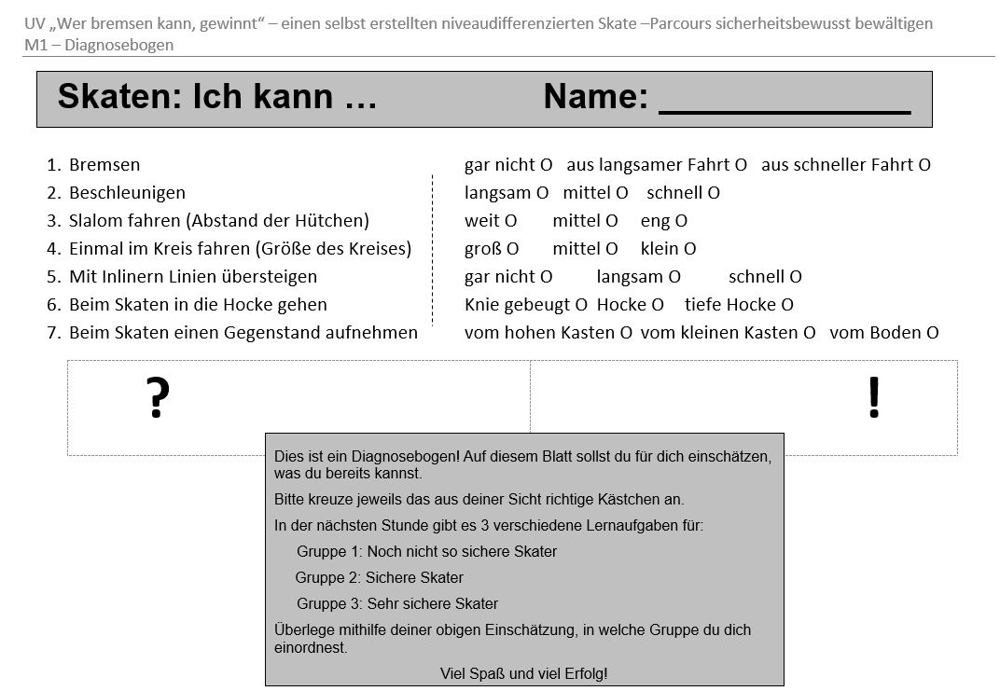 UV „Wer bremsen kann, gewinnt“ – einen selbst erstellten niveaudifferenzierten Skate –Parcours sicherheitsbewusst bewältigen
M1 – Diagnosebogen
Skaten: Ich kann … Name: _____________
1. Bremsen gar nicht O aus langsamer Fahrt O aus schneller Fahrt O
2. Beschleunigen langsam O mittel O schnell O
3. Slalom fahren (Abstand der Hütchen) weit O mittel O eng O
4. Einmal im Kreis fahren (Größe des Kreises) groß O mittel O klein O
5. Mit Inlinern Linien übersteigen gar nicht O langsam O schnell O
6. Beim Skaten in die Hocke gehen Knie gebeugt O Hocke O tiefe Hocke O
7. Beim Skaten einen Gegenstand aufnehmen vom hohen Kasten O vom kleinen Kasten O vom Boden O
? !
Dies ist ein Diagnosebogen! Auf diesem Blatt sollst du für dich einschätzen,
was du bereits kannst.
Bitte kreuze jeweils das aus deiner Sicht richtige Kästchen an.
In der nächsten Stunde gibt es 3 verschiedene Lernaufgaben für:
Gruppe 1: Noch nicht so sichere Skater
Gruppe 2: Sichere Skater
Gruppe 3: Sehr sichere Skater
Überlege mithilfe deiner obigen Einschätzung, in welche Gruppe du dich
einordnest.
Viel Spaß und viel Erfolg!